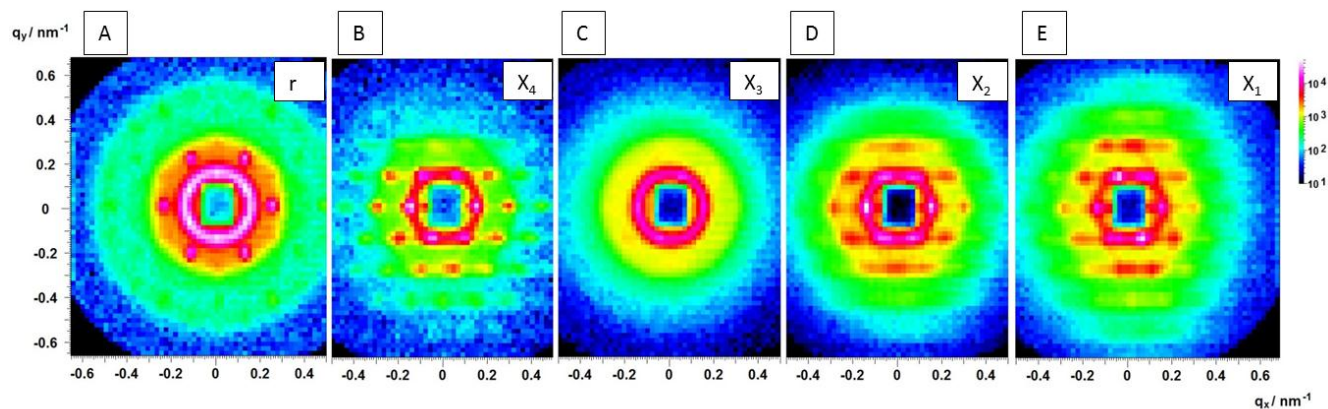 q_y / nm^-1
A
B
C
D
E
r
X_4
X_3
X_2
X_1
0.6
0.4
0.2
0
-0.2
-0.4
-0.6
-0.6 -0.4 -0.2 0 0.2 0.4
-0.4 -0.2 0 0.2 0.4
-0.4 -0.2 0 0.2 0.4
-0.4 -0.2 0 0.2 0.4
-0.4 -0.2 0 0.2 0.4 0.6
10^4
10^3
10^2
10^1
q_x / nm^-1